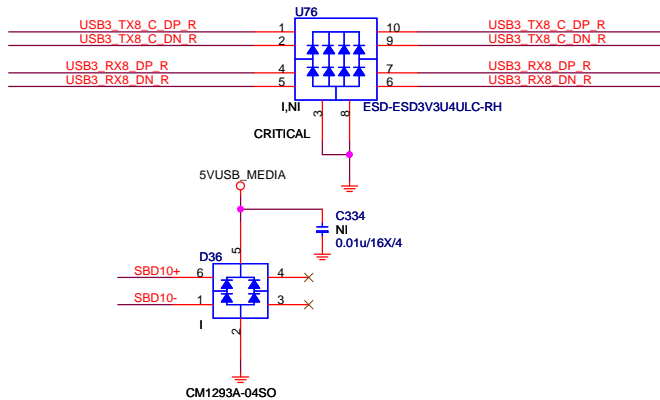 U76
USB3_TX8_C_DP_R 1 10 USB3_TX8_C_DP_R
USB3_TX8_C_DN_R 2 9 USB3_TX8_C_DN_R
USB3_RX8_DP_R 4 7 USB3_RX8_DP_R
USB3_RX8_DN_R 5 6 USB3_RX8_DN_R
I,NI 3 8 ESD-ESD3V3U4ULC-RH
CRITICAL
5VUSB_MEDIA
C334
NI
0.01u/16X/4
D36 5
SBD10+ 6 4
SBD10- 1 3
I 2
CM1293A-04SO